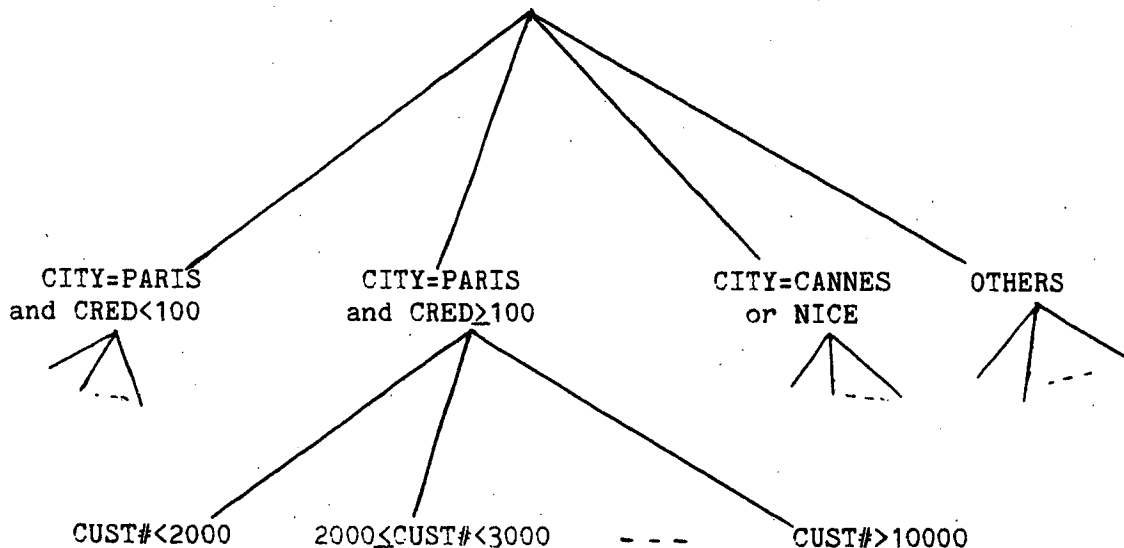 CITY=PARIS
and CRED<100
CITY=PARIS
and CRED≥100
CITY=CANNES
or NICE
OTHERS
CUST#<2000
2000≤CUST#<3000
- - -
CUST#>10000